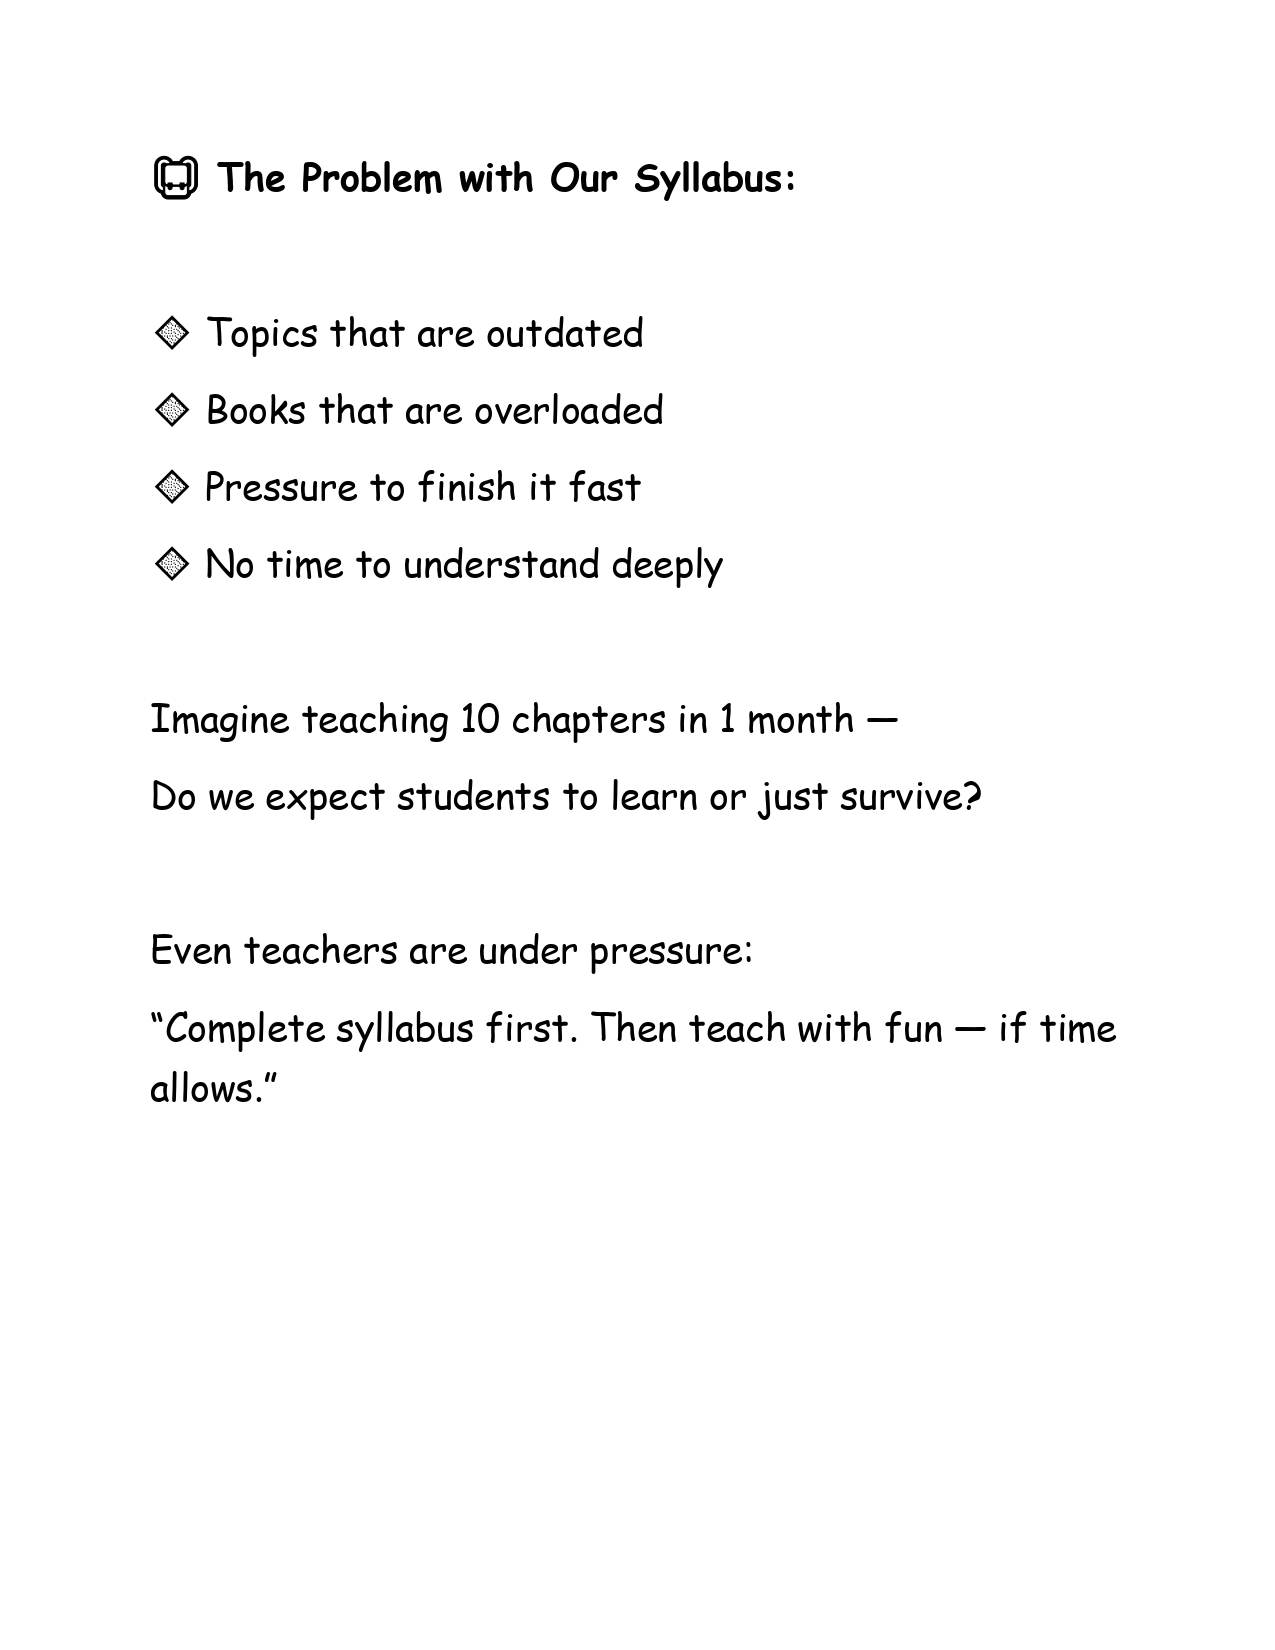 🎒 The Problem with Our Syllabus:
🔸 Topics that are outdated
🔸 Books that are overloaded
🔸 Pressure to finish it fast
🔸 No time to understand deeply
Imagine teaching 10 chapters in 1 month —
Do we expect students to learn or just survive?
Even teachers are under pressure:
“Complete syllabus first. Then teach with fun — if time
allows.”